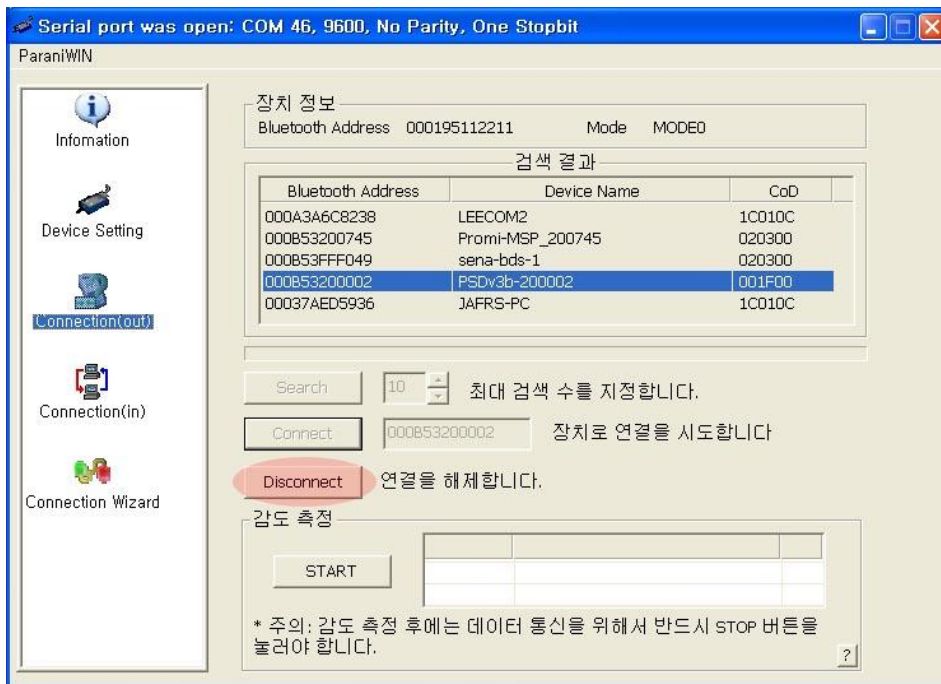 Serial port was open: COM 46, 9600, No Parity, One Stopbit
ParaniWIN
Infomation
Device Setting
Connection(out)
Connection(in)
Connection Wizard
장치 정보
Bluetooth Address 000195112211 Mode MODE0
검색 결과
Bluetooth Address Device Name CoD
000A3A6C8238 LEECOM2 1C010C
000B53200745 Promi-MSP_200745 020300
000B53FFF049 sena-bds-1 020300
000B53200002 PSDv3b-200002 001F00
00037AED5936 JAFRS-PC 1C010C
Search 10 최대 검색 수를 지정합니다.
Connect 000B53200002 장치로 연결을 시도합니다
Disconnect 연결을 해제합니다.
감도 측정
START
* 주의: 감도 측정 후에는 데이터 통신을 위해서 반드시 STOP 버튼을
눌러야 합니다.
?